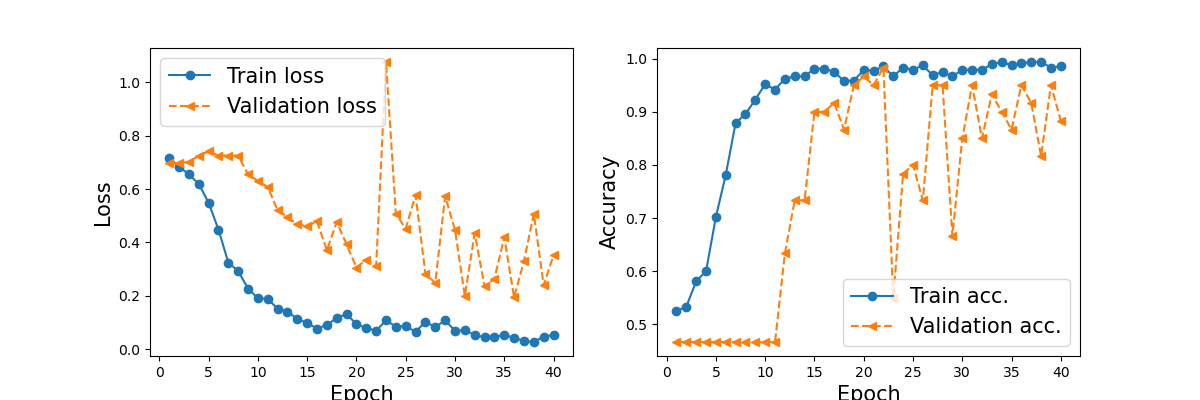 Train loss
Validation loss
Loss
1.0
0.8
0.6
0.4
0.2
0.0
0 5 10 15 20 25 30 35 40
Epoch
Accuracy
1.0
0.9
0.8
0.7
0.6
0.5
Train acc.
Validation acc.
0 5 10 15 20 25 30 35 40
Epoch